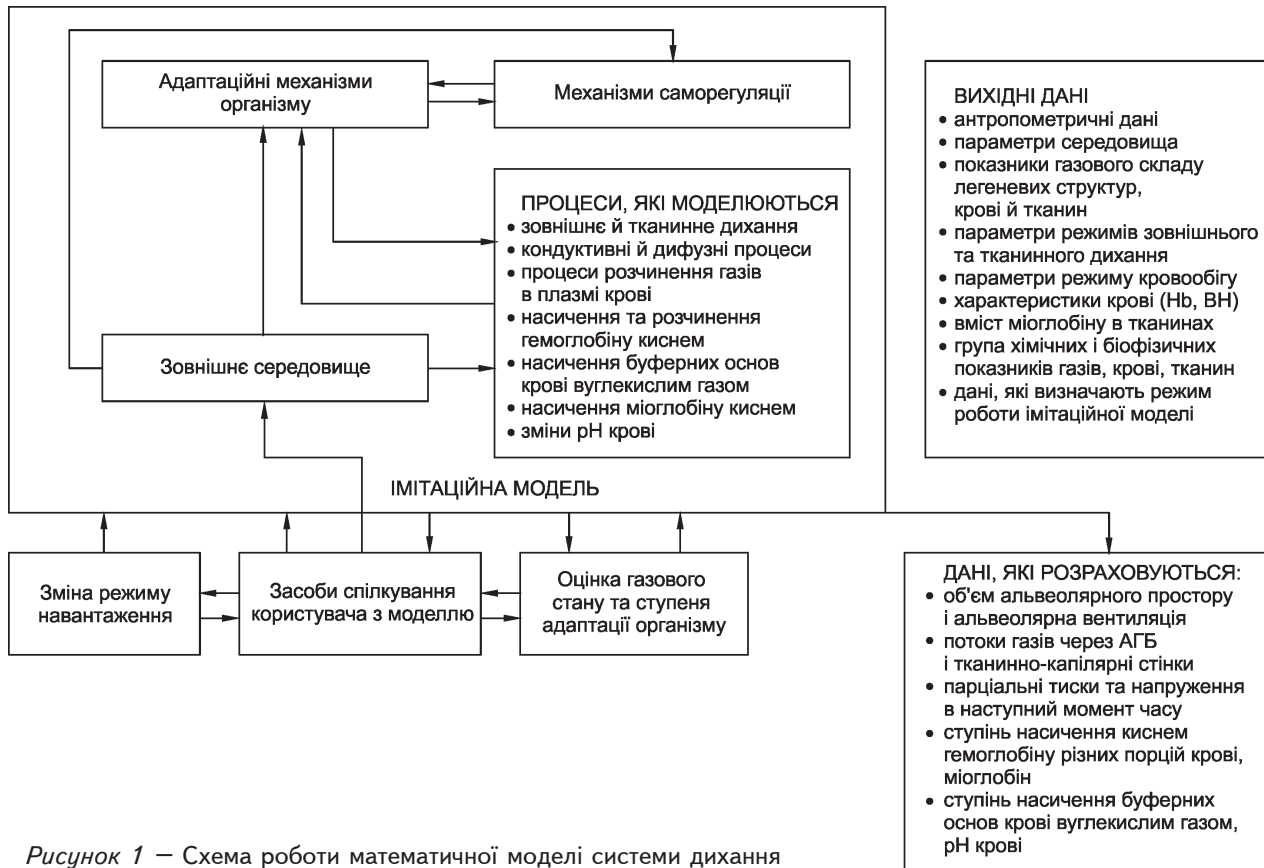 Адаптаційні механізми
організму
Механізми саморегуляції
ПРОЦЕСИ, ЯКІ МОДЕЛЮЮТЬСЯ
• зовнішнє й тканинне дихання
• кондуктивні й дифузні процеси
• процеси розчинення газів
в плазмі крові
• насичення та розчинення
гемоглобіну киснем
• насичення буферних основ
крові вуглекислим газом
• насичення міоглобіну киснем
• зміни pH крові
Зовнішнє середовище
ІМІТАЦІЙНА МОДЕЛЬ
ВИХІДНІ ДАНІ
• антропометричні дані
• параметри середовища
• показники газового складу
легеневих структур,
крові й тканин
• параметри режимів зовнішнього
та тканинного дихання
• параметри режиму кровообігу
• характеристики крові (Hb, BH)
• вміст міоглобіну в тканинах
• група хімічних і біофізичних
показників газів, крові, тканин
• дані, які визначають режим
роботи імітаційної моделі
Зміна режиму
навантаження
Засоби спілкування
користувача з моделлю
Оцінка газового
стану та ступеня
адаптації організму
ДАНІ, ЯКІ РОЗРАХОВУЮТЬСЯ:
• об'єм альвеолярного простору
і альвеолярна вентиляція
• потоки газів через АГБ
і тканинно-капілярні стінки
• парціальні тиски та напруження
в наступний момент часу
• ступінь насичення киснем
гемоглобіну різних порцій крові,
міоглобін
• ступінь насичення буферних
основ крові вуглекислим газом,
pH крові
Рисунок 1 – Схема роботи математичної моделі системи дихання